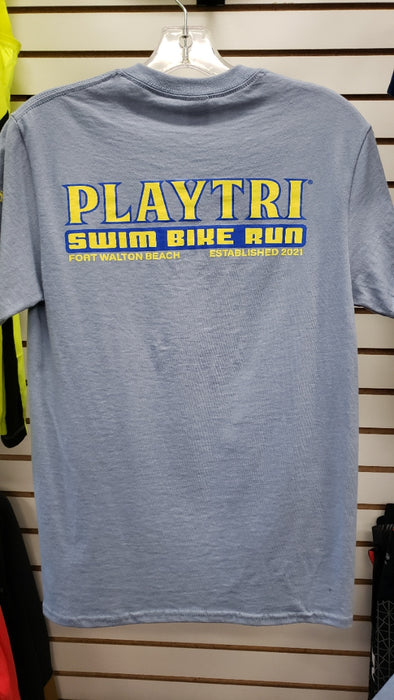 PLAYTRI®
SWIM BIKE RUN
FORT WALTON BEACH ESTABLISHED 2021